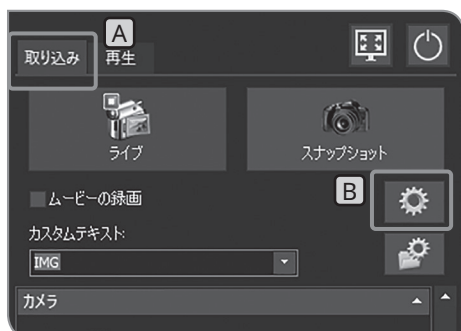 A
取り込み 再生
ライブ スナップショット
B
ムービーの録画
カスタムテキスト:
IMG
カメラ